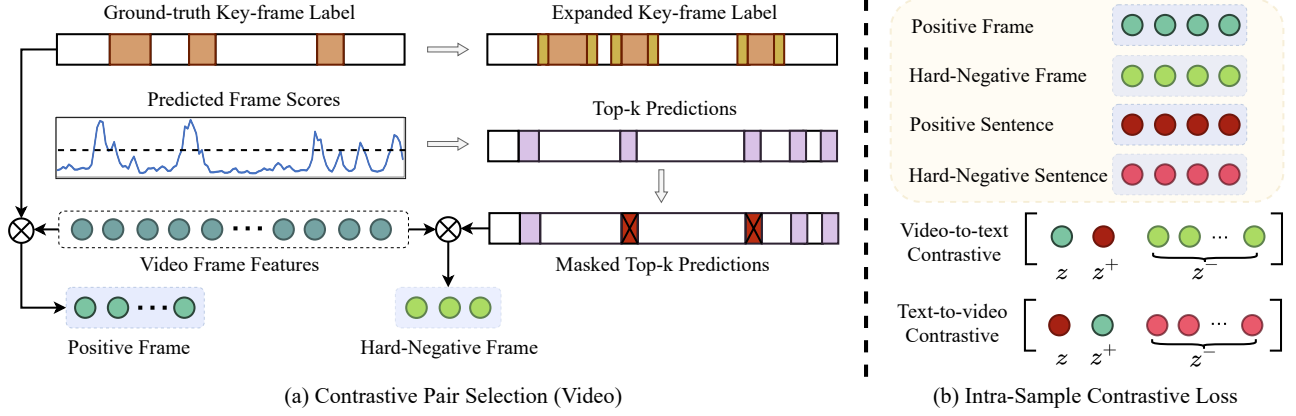 Ground-truth Key-frame Label
Expanded Key-frame Label
Predicted Frame Scores
Top-k Predictions
Video Frame Features
Masked Top-k Predictions
Positive Frame
Hard-Negative Frame
(a) Contrastive Pair Selection (Video)
Positive Frame
Hard-Negative Frame
Positive Sentence
Hard-Negative Sentence
Video-to-text
Contrastive
...
z z⁺ z⁻
Text-to-video
Contrastive
...
z z⁺ z⁻
(b) Intra-Sample Contrastive Loss